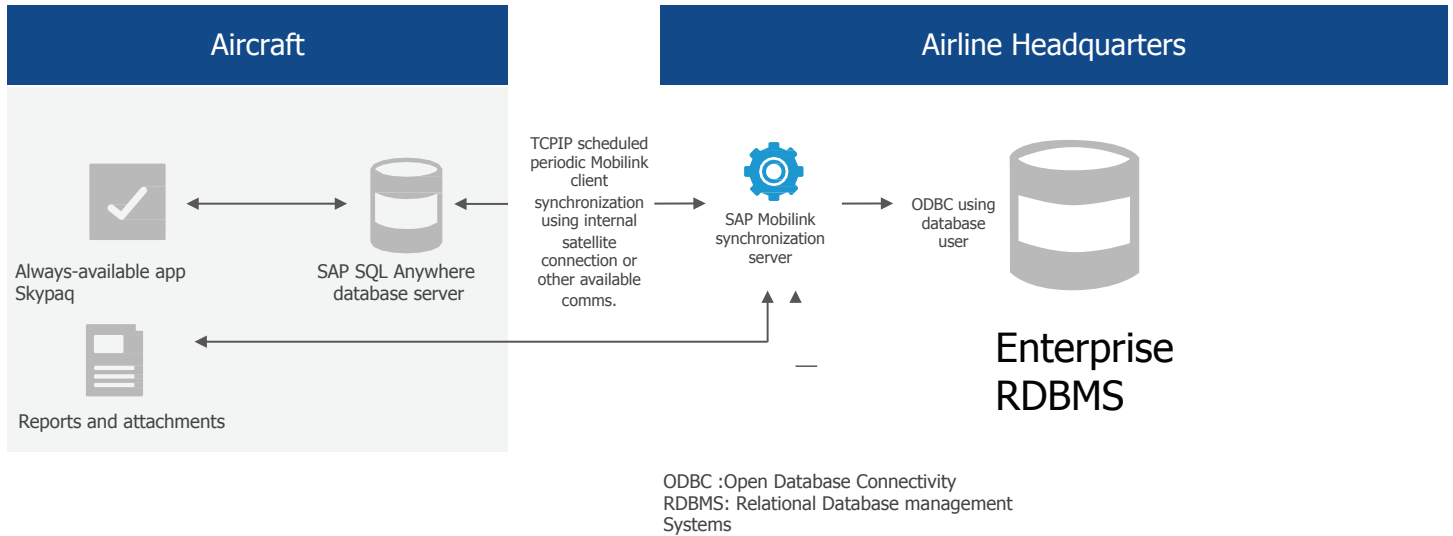 Aircraft
Airline Headquarters
TCPIP scheduled
periodic Mobilink
client
synchronization
using internal
satellite
connection or
other available
comms.
SAP Mobilink
synchronization
server
ODBC using
database
user
Always-available app
Skypaq
SAP SQL Anywhere
database server
Reports and attachments
Enterprise
RDBMS
ODBC :Open Database Connectivity
RDBMS: Relational Database management
Systems